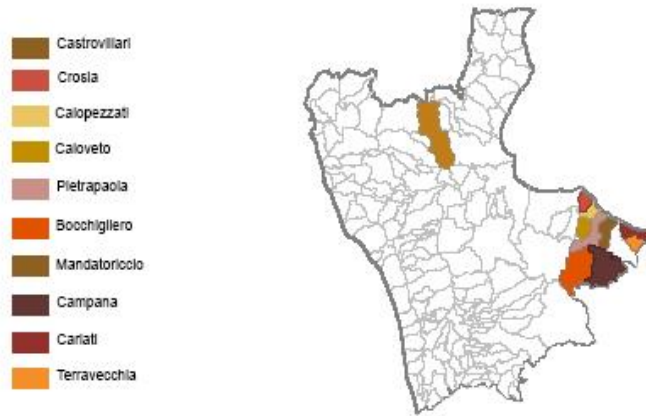 Castrovillari
Crosia
Calopezzati
Caloveto
Pietrapaola
Bocchigliero
Mandatoriccio
Campana
Cariati
Terravecchia